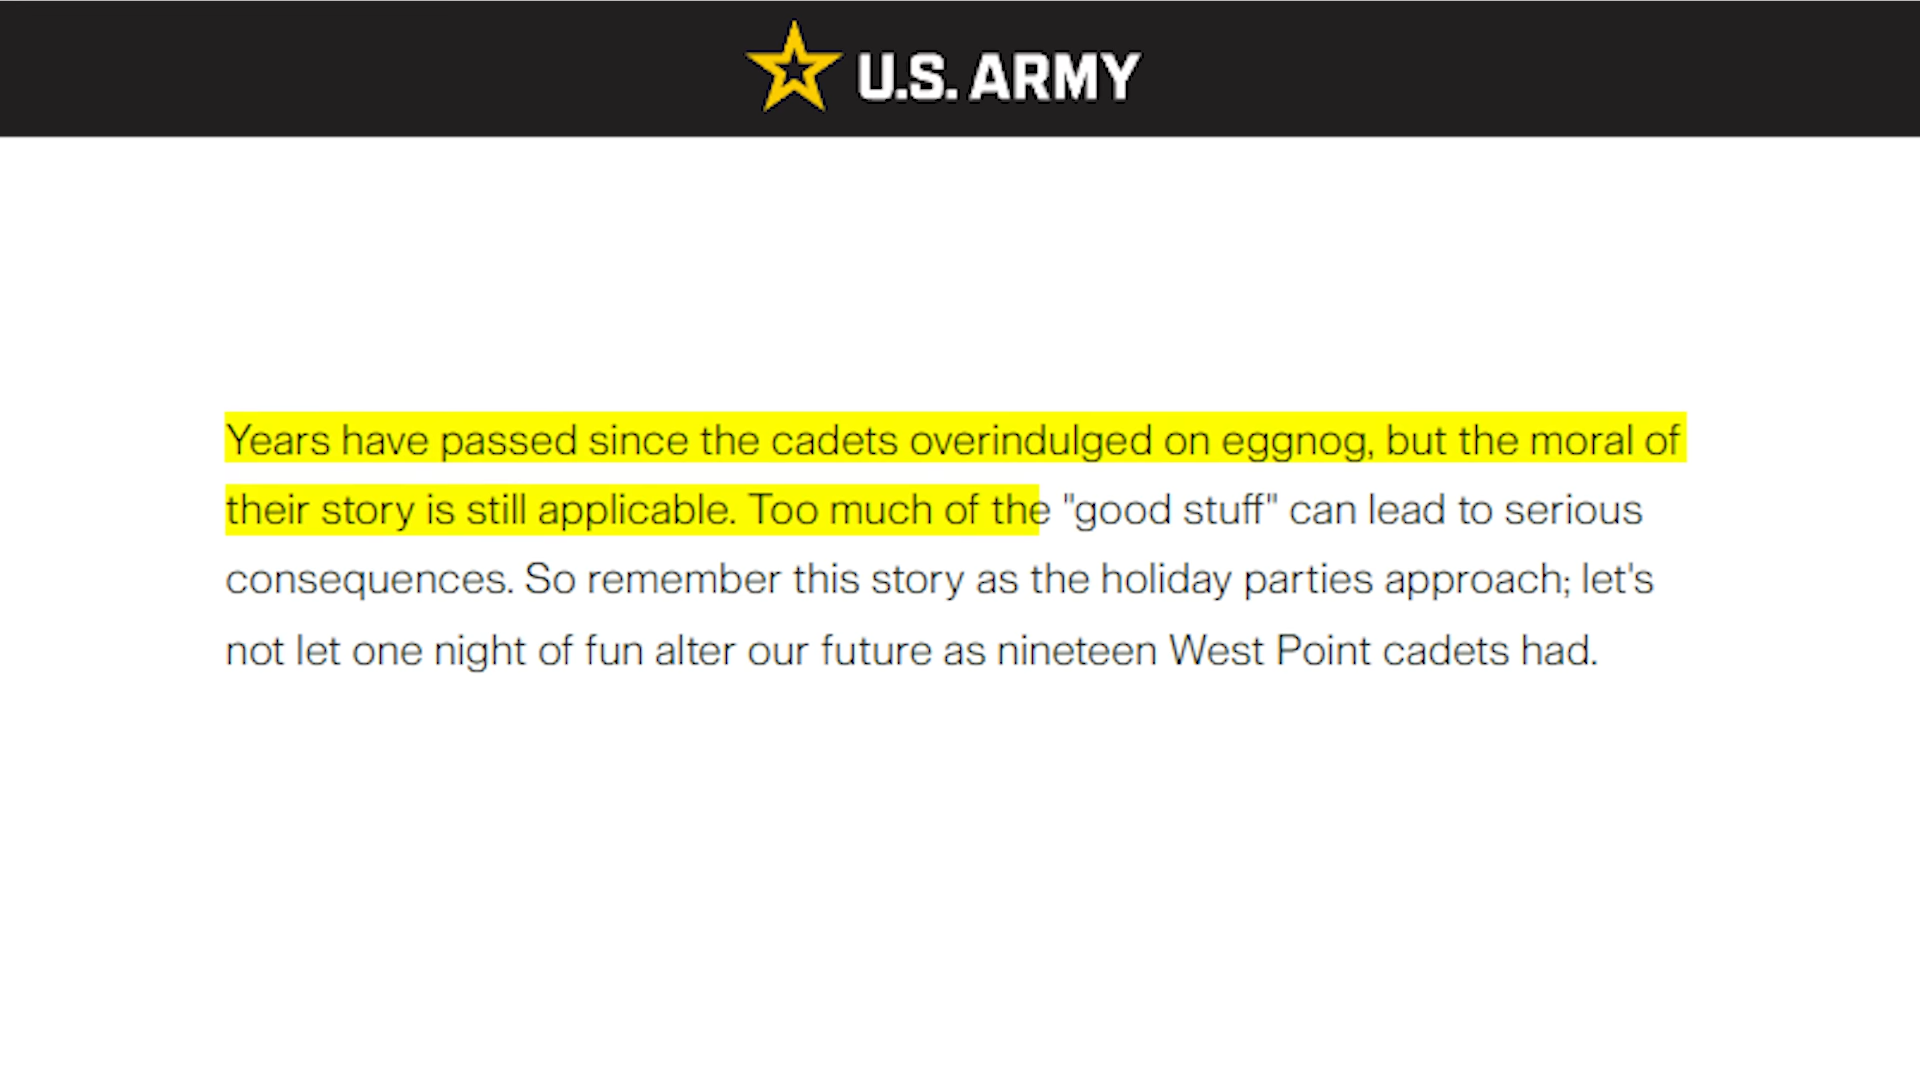 U.S. ARMY
Years have passed since the cadets overindulged on eggnog, but the moral of
their story is still applicable. Too much of the "good stuff" can lead to serious
consequences. So remember this story as the holiday parties approach; let's
not let one night of fun alter our future as nineteen West Point cadets had.